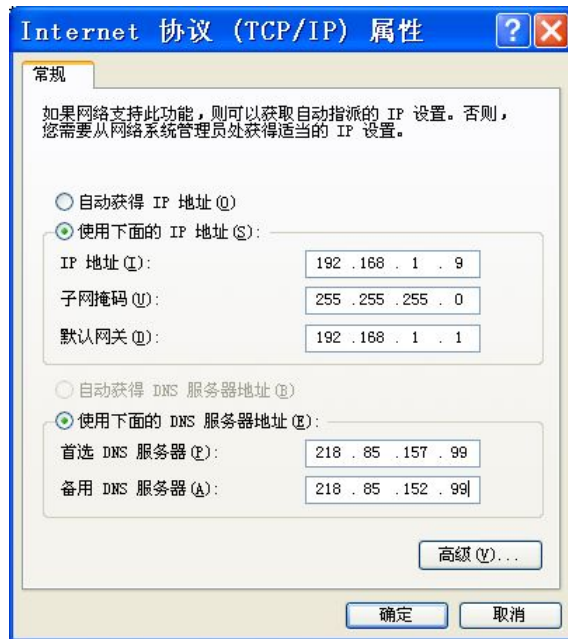 Internet 协议 (TCP/IP) 属性
常规
如果网络支持此功能，则可以获取自动指派的 IP 设置。否则，
您需要从网络系统管理员处获得适当的 IP 设置。
自动获得 IP 地址(O)
使用下面的 IP 地址(S):
IP 地址(I): 192 .168 . 1 . 9
子网掩码(U): 255 .255 .255 . 0
默认网关(D): 192 .168 . 1 . 1
自动获得 DNS 服务器地址(B)
使用下面的 DNS 服务器地址(E):
首选 DNS 服务器(P): 218 . 85 .157 . 99
备用 DNS 服务器(A): 218 . 85 .152 . 99
高级(V)...
确定 取消